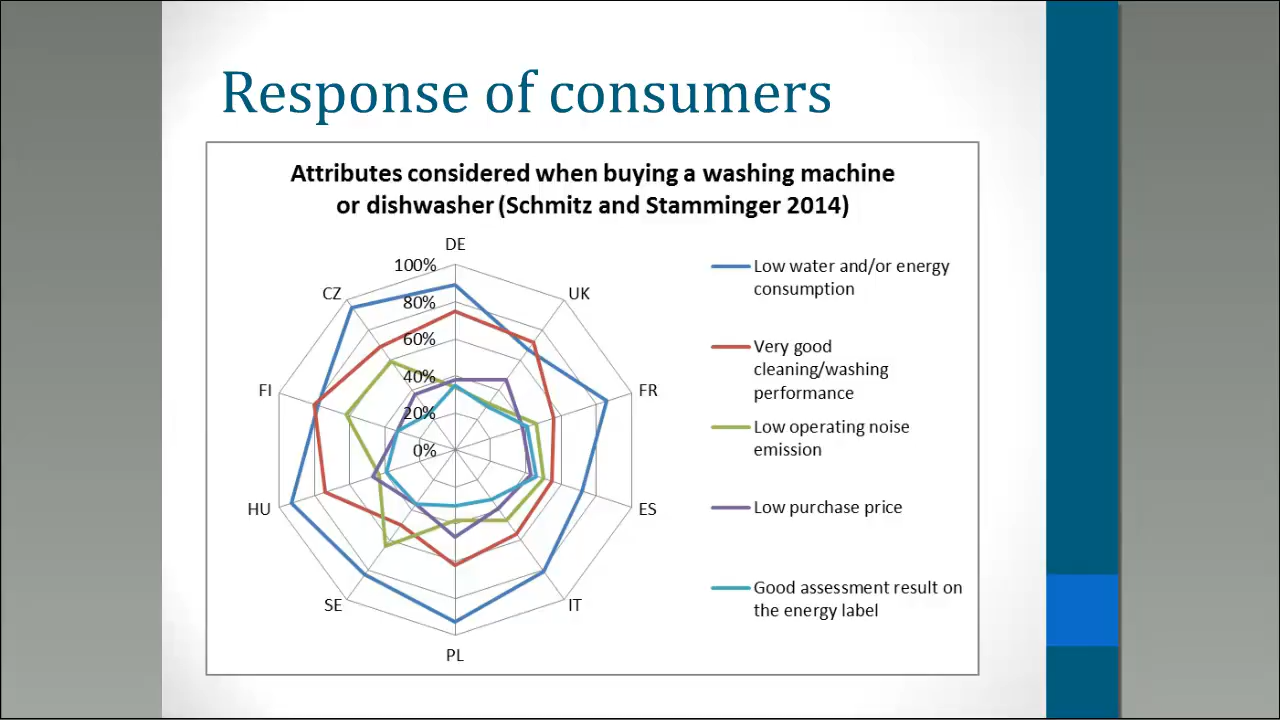 Response of consumers
Attributes considered when buying a washing machine
or dishwasher (Schmitz and Stamminger 2014)
DE
UK
FR
ES
IT
PL
SE
HU
FI
CZ
100%
80%
60%
40%
20%
0%
Low water and/or energy
consumption
Very good
cleaning/washing
performance
Low operating noise
emission
Low purchase price
Good assessment result on
the energy label